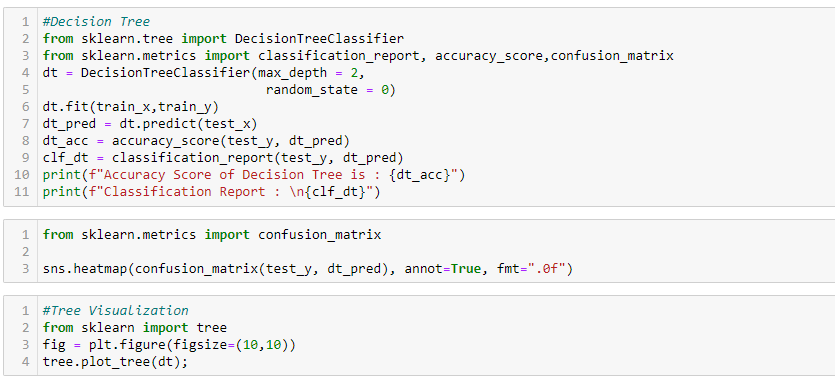 1 #Decision Tree
2 from sklearn.tree import DecisionTreeClassifier
3 from sklearn.metrics import classification_report, accuracy_score,confusion_matrix
4 dt = DecisionTreeClassifier(max_depth = 2,
5                             random_state = 0)
6 dt.fit(train_x,train_y)
7 dt_pred = dt.predict(test_x)
8 dt_acc = accuracy_score(test_y, dt_pred)
9 clf_dt = classification_report(test_y, dt_pred)
10 print(f"Accuracy Score of Decision Tree is : {dt_acc}")
11 print(f"Classification Report : \n{clf_dt}")
1 from sklearn.metrics import confusion_matrix
2
3 sns.heatmap(confusion_matrix(test_y, dt_pred), annot=True, fmt=".0f")
1 #Tree Visualization
2 from sklearn import tree
3 fig = plt.figure(figsize=(10,10))
4 tree.plot_tree(dt);